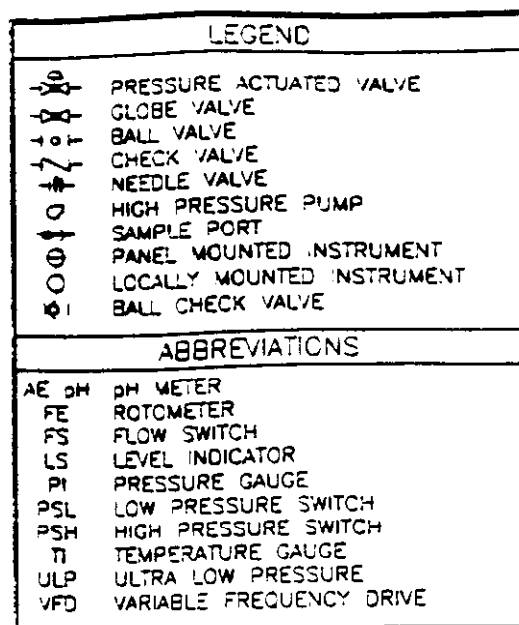 LEGEND
PRESSURE ACTUATED VALVE
GLOBE VALVE
BALL VALVE
CHECK VALVE
NEEDLE VALVE
HIGH PRESSURE PUMP
SAMPLE PORT
PANEL MOUNTED INSTRUMENT
LOCALLY MOUNTED INSTRUMENT
BALL CHECK VALVE
ABBREVIATIONS
AE pH pH METER
FE ROTOMETER
FS FLOW SWITCH
LS LEVEL INDICATOR
PI PRESSURE GAUGE
PSL LOW PRESSURE SWITCH
PSH HIGH PRESSURE SWITCH
TI TEMPERATURE GAUGE
ULP ULTRA LOW PRESSURE
VFD VARIABLE FREQUENCY DRIVE